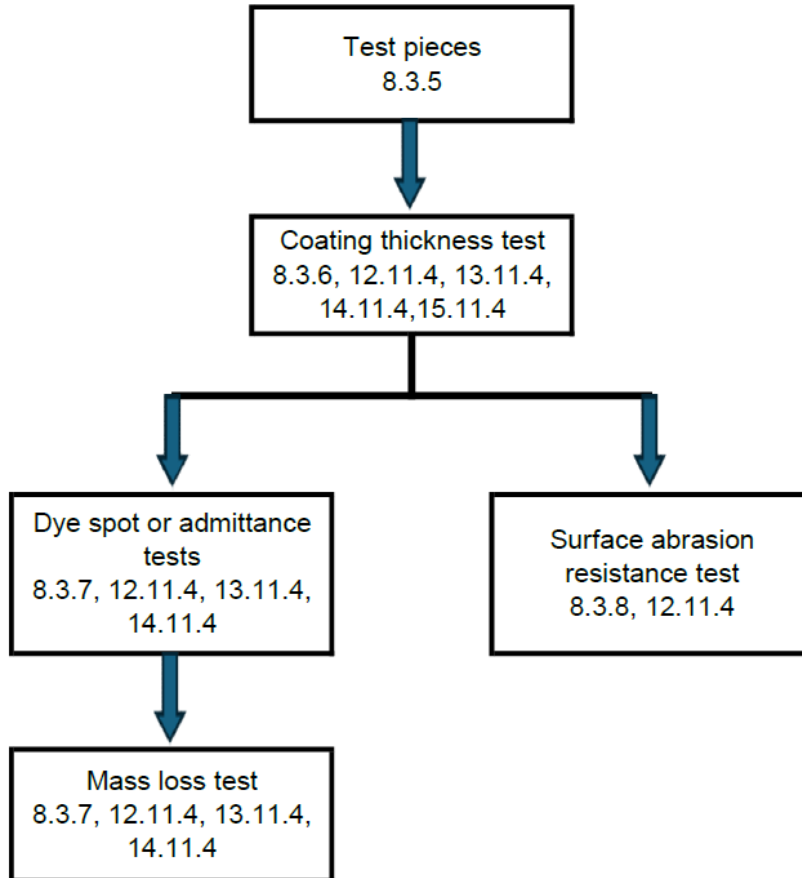 Test pieces
8.3.5
Coating thickness test
8.3.6, 12.11.4, 13.11.4,
14.11.4,15.11.4
Dye spot or admittance
tests
8.3.7, 12.11.4, 13.11.4,
14.11.4
Surface abrasion
resistance test
8.3.8, 12.11.4
Mass loss test
8.3.7, 12.11.4, 13.11.4,
14.11.4